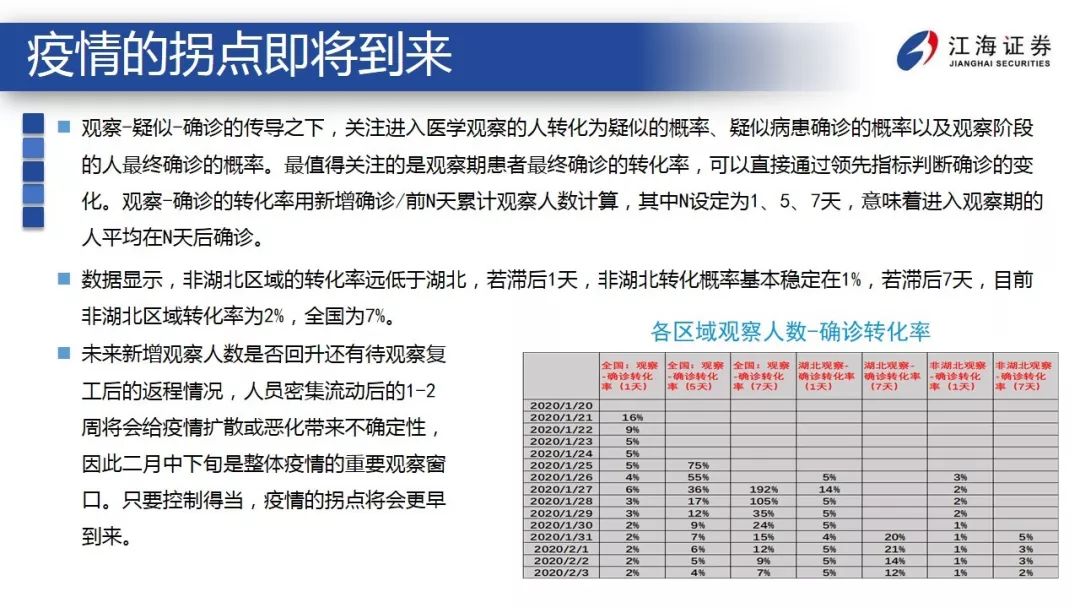 疫情的拐点即将到来
江海证券
JIANGHAI SECURITIES
观察-疑似-确诊的传导之下，关注进入医学观察的人转化为疑似的概率、疑似病患确诊的概率以及观察阶段
的人最终确诊的概率。最值得关注的是观察期患者最终确诊的转化率，可以直接通过领先指标判断确诊的变
化。观察-确诊的转化率用新增确诊/前N天累计观察人数计算，其中N设定为1、5、7天，意味着进入观察期的
人平均在N天后确诊。
数据显示，非湖北区域的转化率远低于湖北，若滞后1天，非湖北转化概率基本稳定在1%，若滞后7天，目前
非湖北区域转化率为2%，全国为7%。
未来新增观察人数是否回升还有待观察复
工后的返程情况，人员密集流动后的1-2
周将会给疫情扩散或恶化带来不确定性，
因此二月中下旬是整体疫情的重要观察窗
口。只要控制得当，疫情的拐点将会更早
到来。
各区域观察人数-确诊转化率
全国：观察 全国：观察 全国：观察 湖北观察- 湖北观察- 非湖北观察 非湖北观察
-确诊转化 -确诊转化 -确诊转化 确诊转化率 确诊转化率 -确诊转化 -确诊转化
率（1天） 率（5天） 率（7天） （1天） （7天） 率（1天） 率（7天）
2020/1/20
2020/1/21 16%
2020/1/22 9%
2020/1/23 5%
2020/1/24 5%
2020/1/25 5% 75%
2020/1/26 4% 55% 5% 3%
2020/1/27 6% 36% 192% 14% 2%
2020/1/28 3% 17% 105% 5% 2%
2020/1/29 3% 12% 35% 5% 2%
2020/1/30 2% 9% 24% 5% 1%
2020/1/31 2% 7% 15% 4% 20% 1% 5%
2020/2/1 2% 6% 12% 5% 21% 1% 3%
2020/2/2 2% 5% 9% 5% 14% 1% 3%
2020/2/3 2% 4% 7% 5% 12% 1% 2%